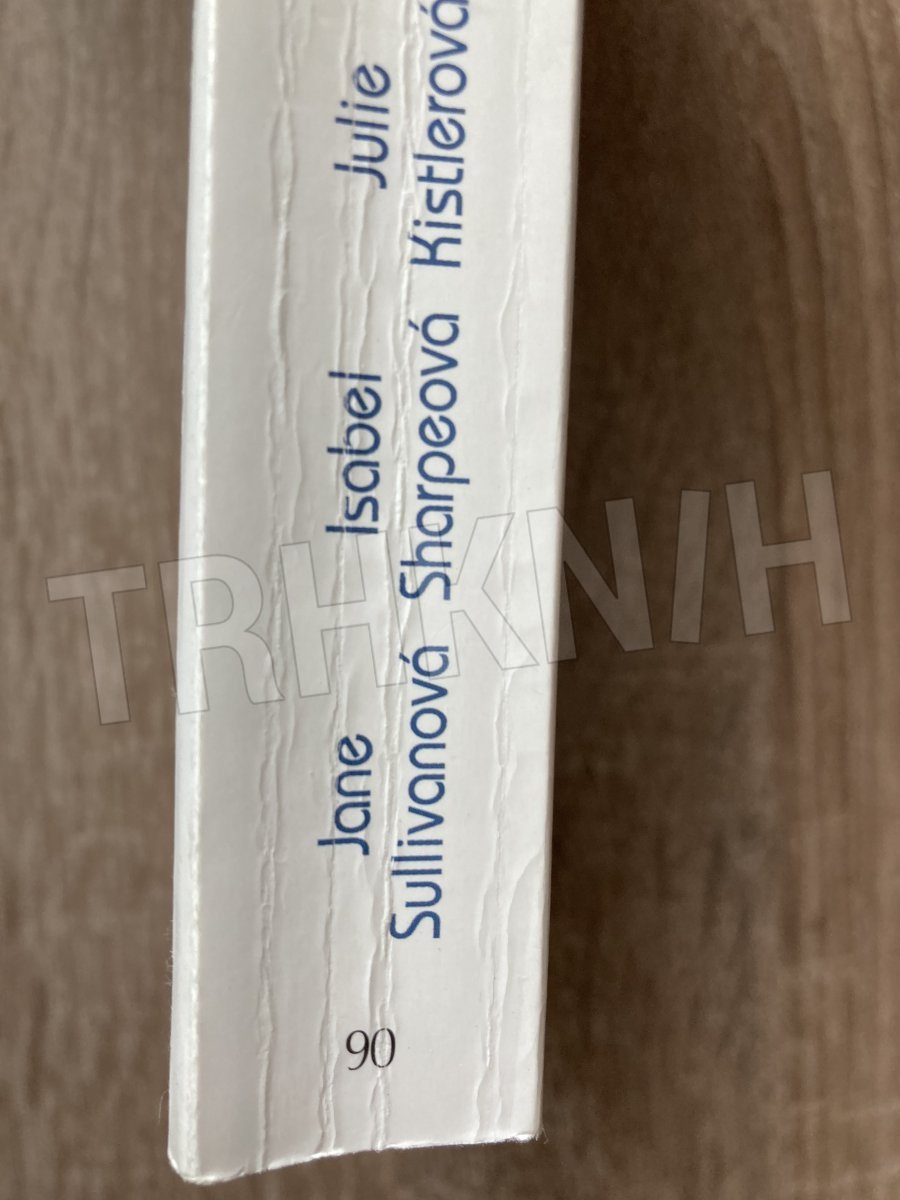 Jane
Sullivanová
Isabel
Sharpeová
Julie
Kistlerová
90
TRHKNIH